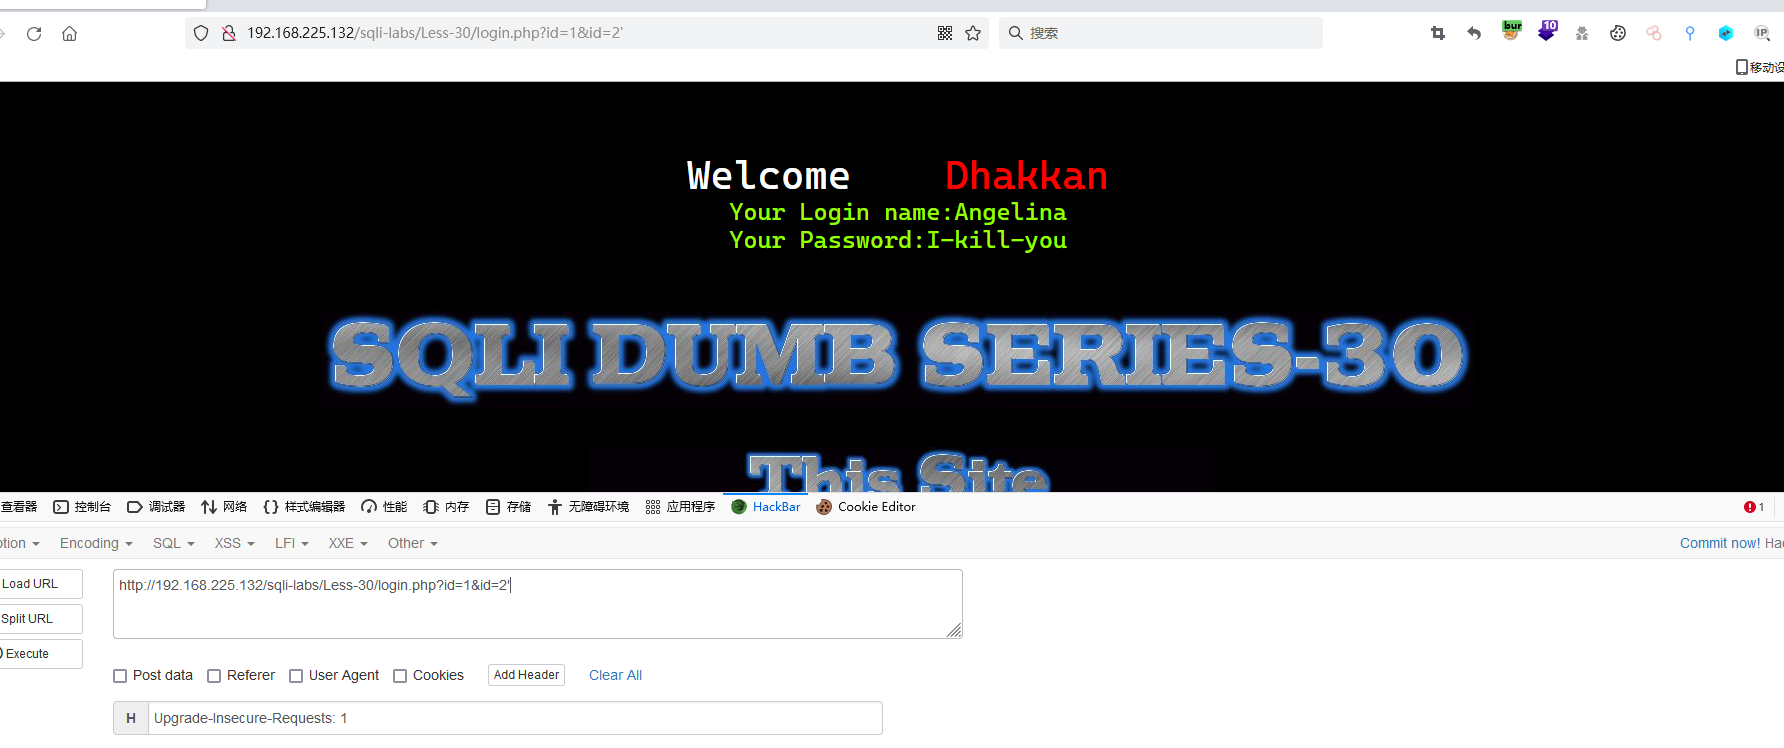 192.168.225.132/sqli-labs/Less-30/login.php?id=1&id=2' 搜索 bur 10 IP
移动设
Welcome Dhakkan
Your Login name:Angelina
Your Password:I-kill-you
SQLI DUMB SERIES-30
This Site
查看器 控制台 调试器 网络 {} 样式编辑器 性能 内存 存储 无障碍环境 应用程序 HackBar Cookie Editor 1
ption Encoding SQL XSS LFI XXE Other Commit now! Hac
Load URL http://192.168.225.132/sqli-labs/Less-30/login.php?id=1&id=2'
Split URL
Execute
Post data Referer User Agent Cookies Add Header Clear All
H Upgrade-Insecure-Requests: 1